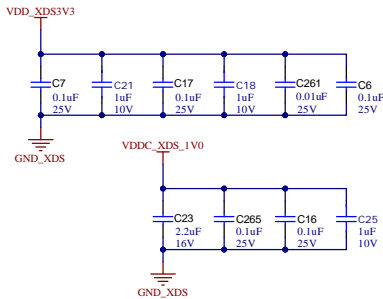 VDD_XDS3V3
C7 C21 C17 C18 C261 C6
0.1uF 1uF 0.1uF 1uF 0.01uF 0.1uF
25V 10V 25V 10V 25V 25V
GND_XDS
VDDC_XDS_1V0
C23 C265 C16 C25
2.2uF 0.1uF 0.1uF 1uF
16V 25V 25V 10V
GND_XDS